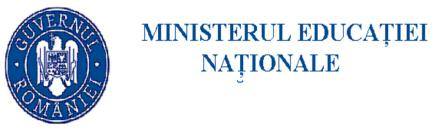 GUVERNUL
ROMÂNIEI
MINISTERUL EDUCAȚIEI
NAȚIONALE